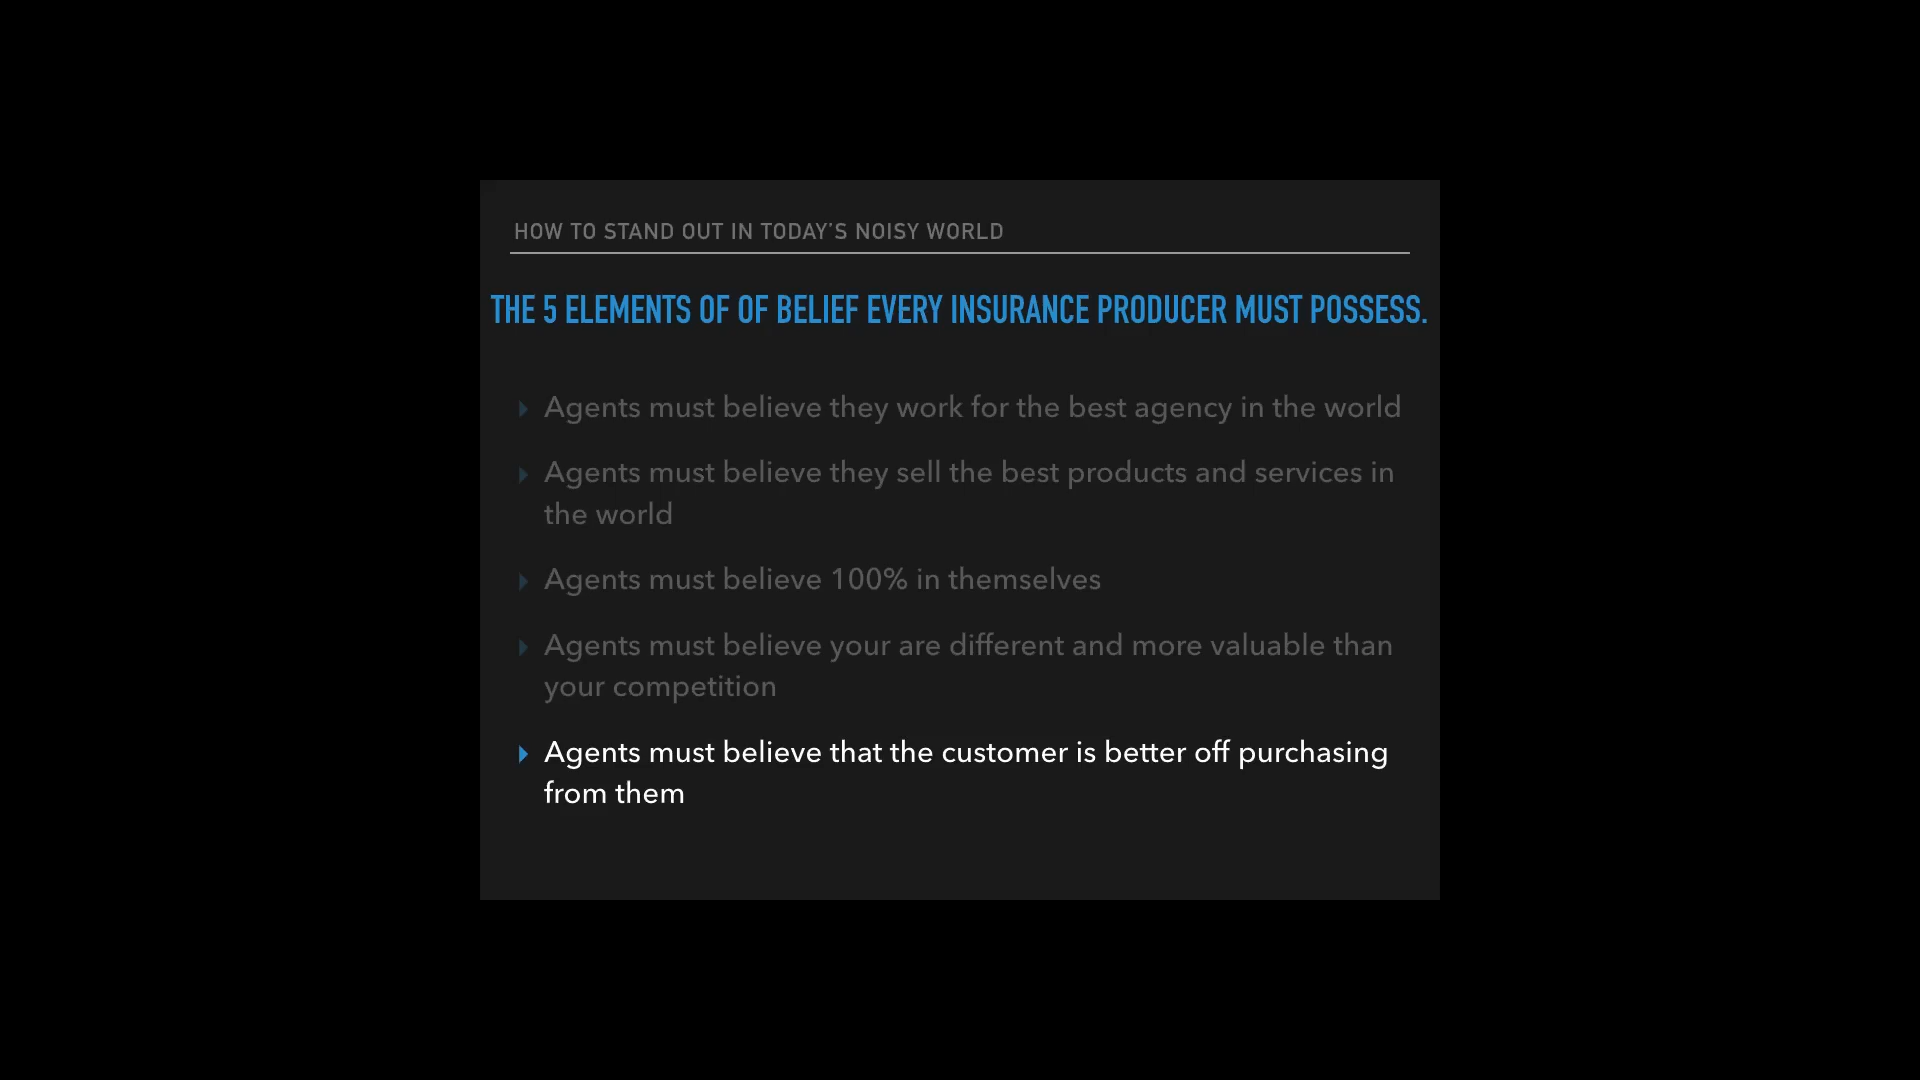 HOW TO STAND OUT IN TODAY’S NOISY WORLD
THE 5 ELEMENTS OF OF BELIEF EVERY INSURANCE PRODUCER MUST POSSESS.
Agents must believe they work for the best agency in the world
Agents must believe they sell the best products and services in
the world
Agents must believe 100% in themselves
Agents must believe your are different and more valuable than
your competition
Agents must believe that the customer is better off purchasing
from them